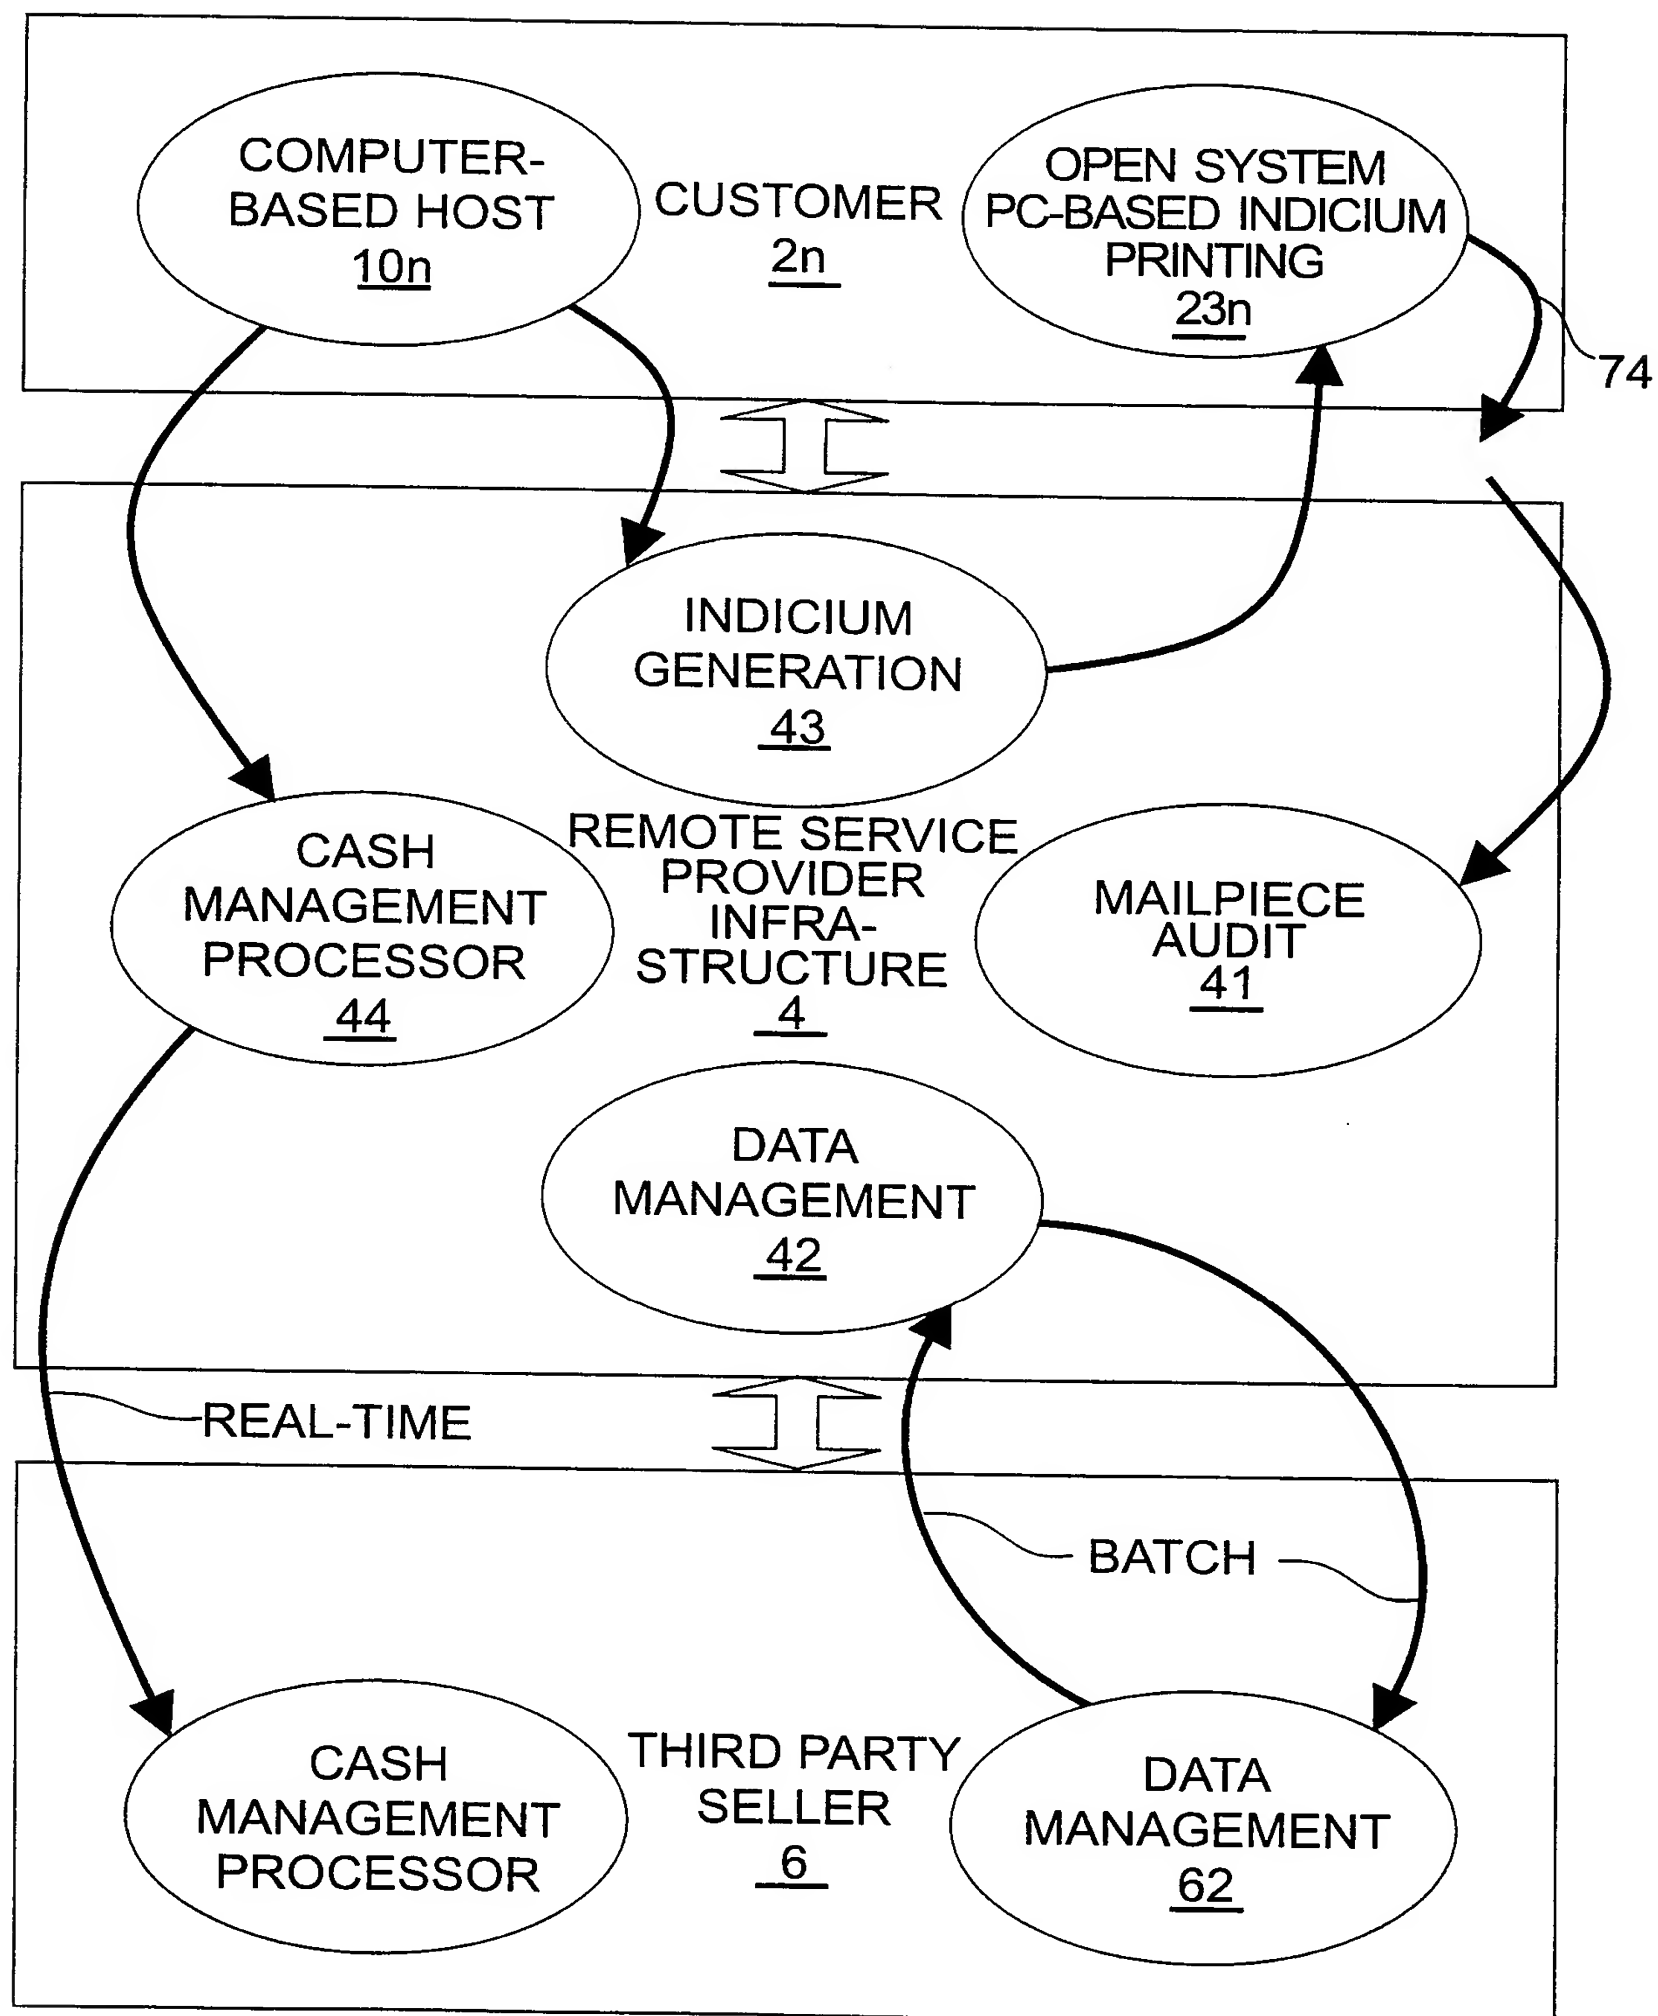 COMPUTER-
BASED HOST
10n
CUSTOMER
2n
OPEN SYSTEM
PC-BASED INDICIUM
PRINTING
23n
74
INDICIUM
GENERATION
43
CASH
MANAGEMENT
PROCESSOR
44
REMOTE SERVICE
PROVIDER
INFRA-
STRUCTURE
4
MAILPIECE
AUDIT
41
DATA
MANAGEMENT
42
REAL-TIME
BATCH
CASH
MANAGEMENT
PROCESSOR
THIRD PARTY
SELLER
6
DATA
MANAGEMENT
62